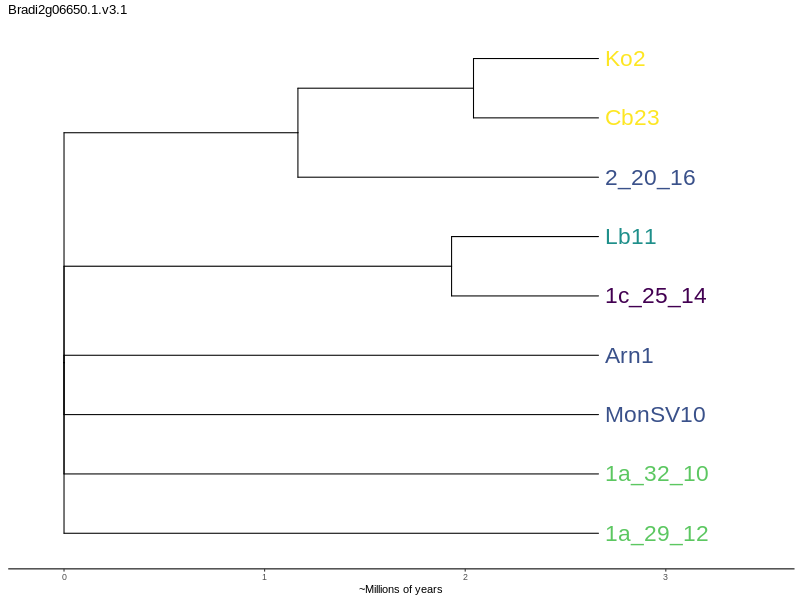 Bradi2g06650.1.v3.1
Ko2
Cb23
2_20_16
Lb11
1c_25_14
Arn1
MonSV10
1a_32_10
1a_29_12
0 1 2 3
~Millions of years